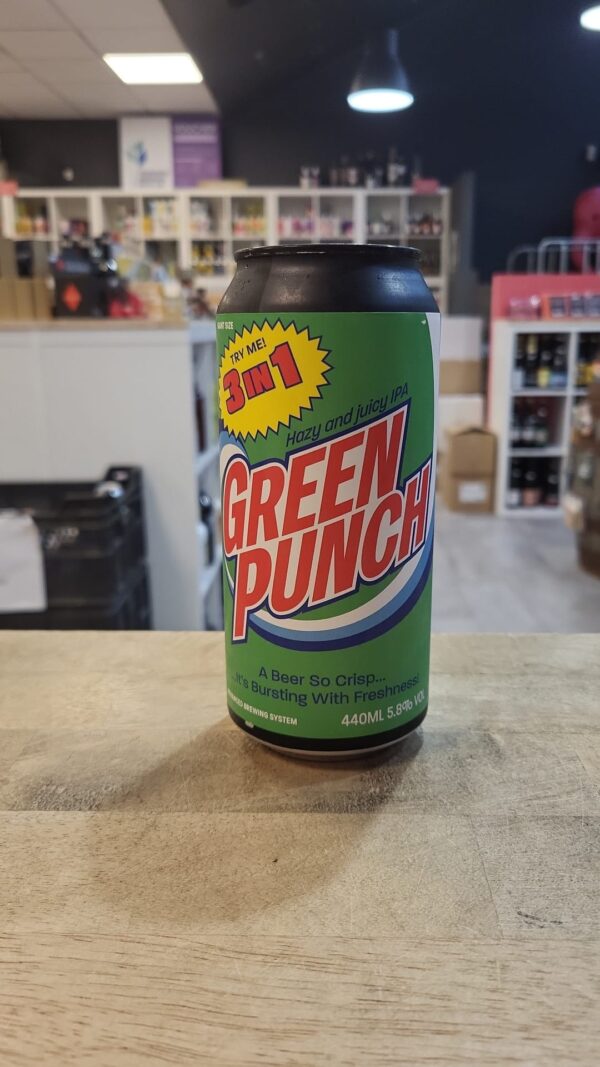 TRY ME!
3 IN 1
Hazy and juicy IPA
GREEN
PUNCH
A Beer So Crisp...
...It's Bursting With Freshness!
BREWING SYSTEM
440ML 5.8% VOL